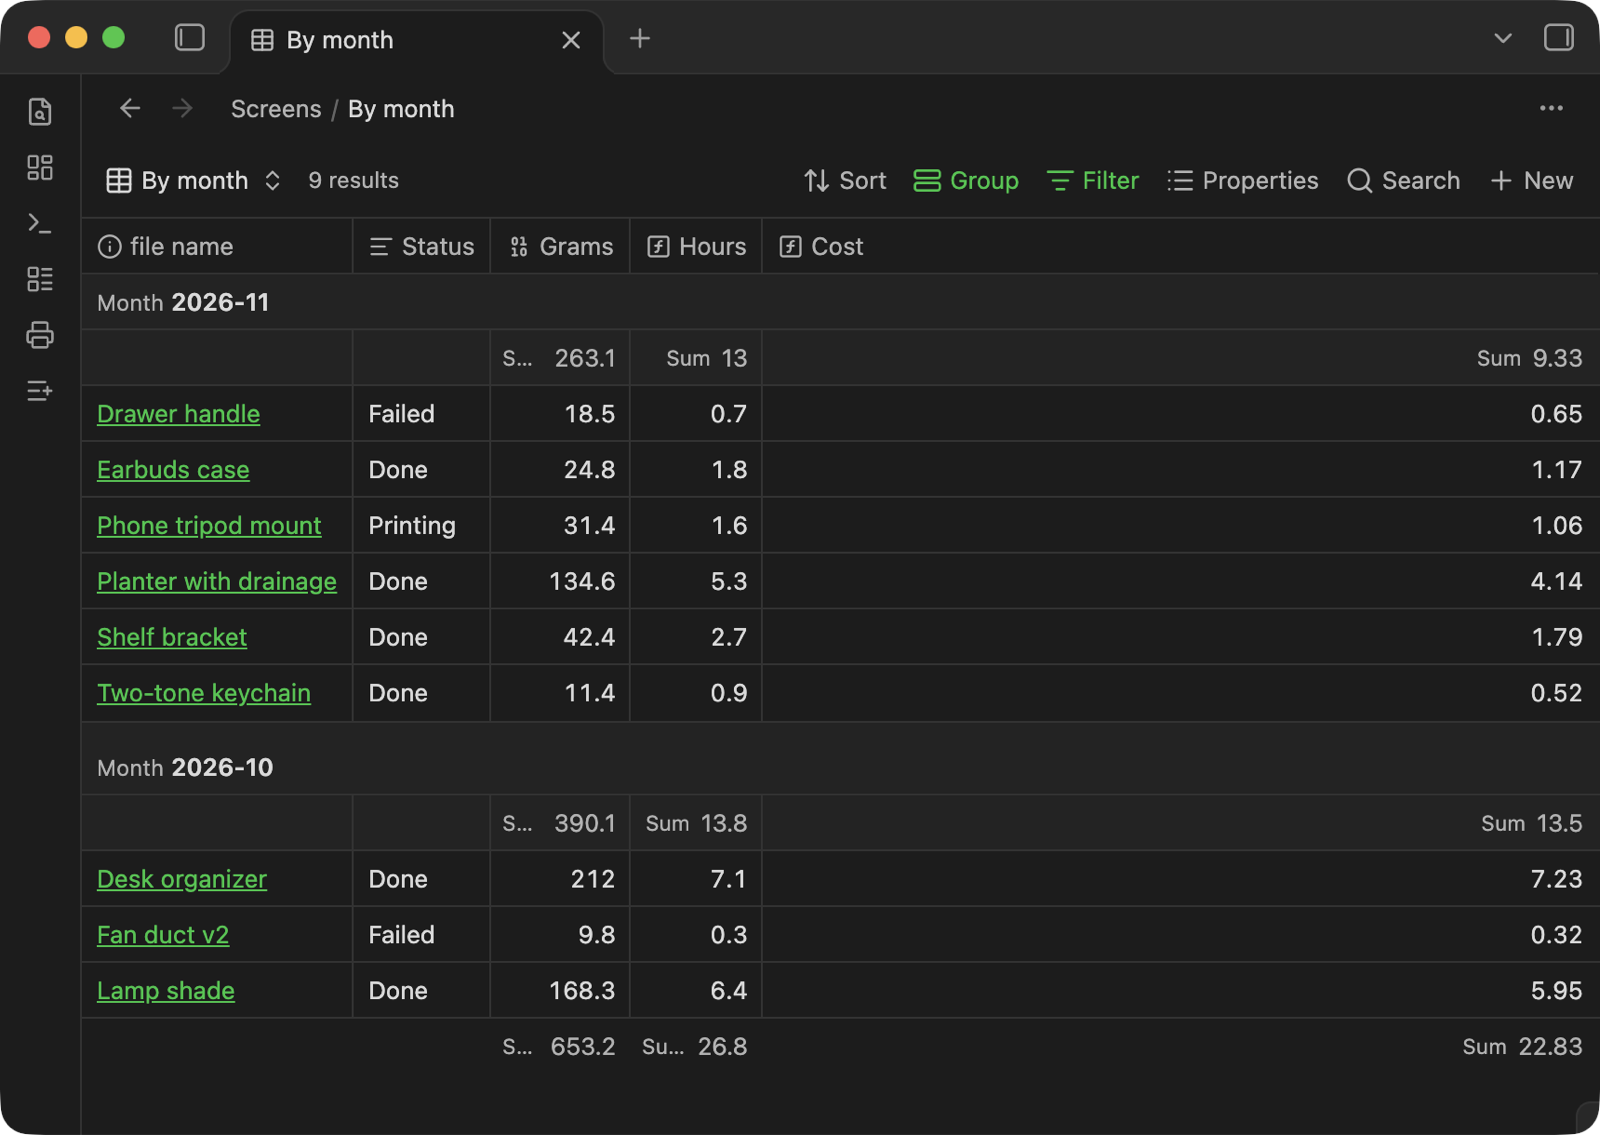 By month
Screens / By month
By month 9 results Sort Group Filter Properties Search New
file name Status Grams Hours Cost
Month 2026-11
S... 263.1 Sum 13 Sum 9.33
Drawer handle Failed 18.5 0.7 0.65
Earbuds case Done 24.8 1.8 1.17
Phone tripod mount Printing 31.4 1.6 1.06
Planter with drainage Done 134.6 5.3 4.14
Shelf bracket Done 42.4 2.7 1.79
Two-tone keychain Done 11.4 0.9 0.52
Month 2026-10
S... 390.1 Sum 13.8 Sum 13.5
Desk organizer Done 212 7.1 7.23
Fan duct v2 Failed 9.8 0.3 0.32
Lamp shade Done 168.3 6.4 5.95
S... 653.2 Su... 26.8 Sum 22.83